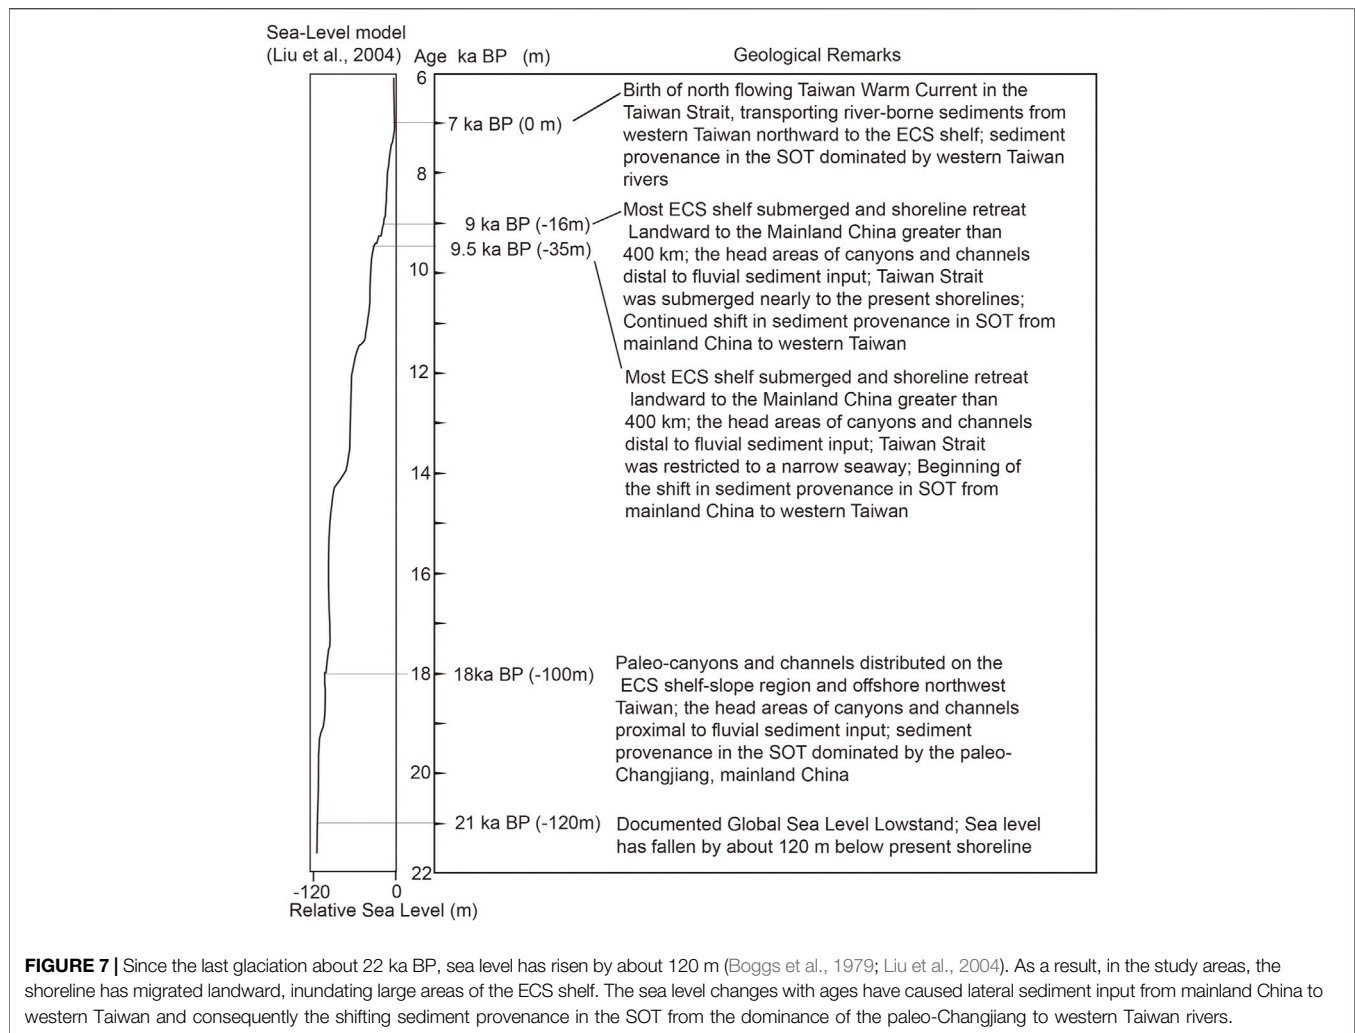 Sea-Level model
(Liu et al., 2004) Age ka BP (m) Geological Remarks
6
Birth of north flowing Taiwan Warm Current in the
Taiwan Strait, transporting river-borne sediments from
western Taiwan northward to the ECS shelf; sediment
provenance in the SOT dominated by western Taiwan
rivers
7 ka BP (0 m)
8
9 ka BP (-16m)
Most ECS shelf submerged and shoreline retreat
Landward to the Mainland China greater than
400 km; the head areas of canyons and channels
distal to fluvial sediment input; Taiwan Strait
was submerged nearly to the present shorelines;
Continued shift in sediment provenance in SOT from
mainland China to western Taiwan
9.5 ka BP (-35m)
10
Most ECS shelf submerged and shoreline retreat
landward to the Mainland China greater than
400 km; the head areas of canyons and channels
distal to fluvial sediment input; Taiwan Strait
was restricted to a narrow seaway; Beginning of
the shift in sediment provenance in SOT from
mainland China to western Taiwan
12
14
16
18
18ka BP (-100m)
Paleo-canyons and channels distributed on the
ECS shelf-slope region and offshore northwest
Taiwan; the head areas of canyons and channels
proximal to fluvial sediment input; sediment
provenance in the SOT dominated by the paleo-
Changjiang, mainland China
20
21 ka BP (-120m)
Documented Global Sea Level Lowstand; Sea level
has fallen by about 120 m below present shoreline
22
-120 0
Relative Sea Level (m)
FIGURE 7 | Since the last glaciation about 22 ka BP, sea level has risen by about 120 m (Boggs et al., 1979; Liu et al., 2004). As a result, in the study areas, the
shoreline has migrated landward, inundating large areas of the ECS shelf. The sea level changes with ages have caused lateral sediment input from mainland China to
western Taiwan and consequently the shifting sediment provenance in the SOT from the dominance of the paleo-Changjiang to western Taiwan rivers.